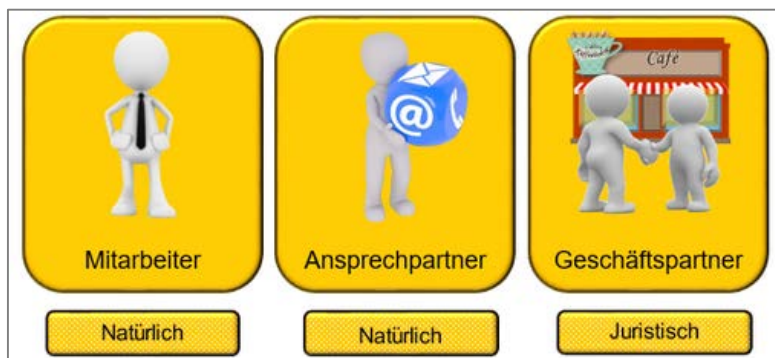 Café
@
Mitarbeiter
Ansprechpartner
Geschäftspartner
Natürlich
Natürlich
Juristisch